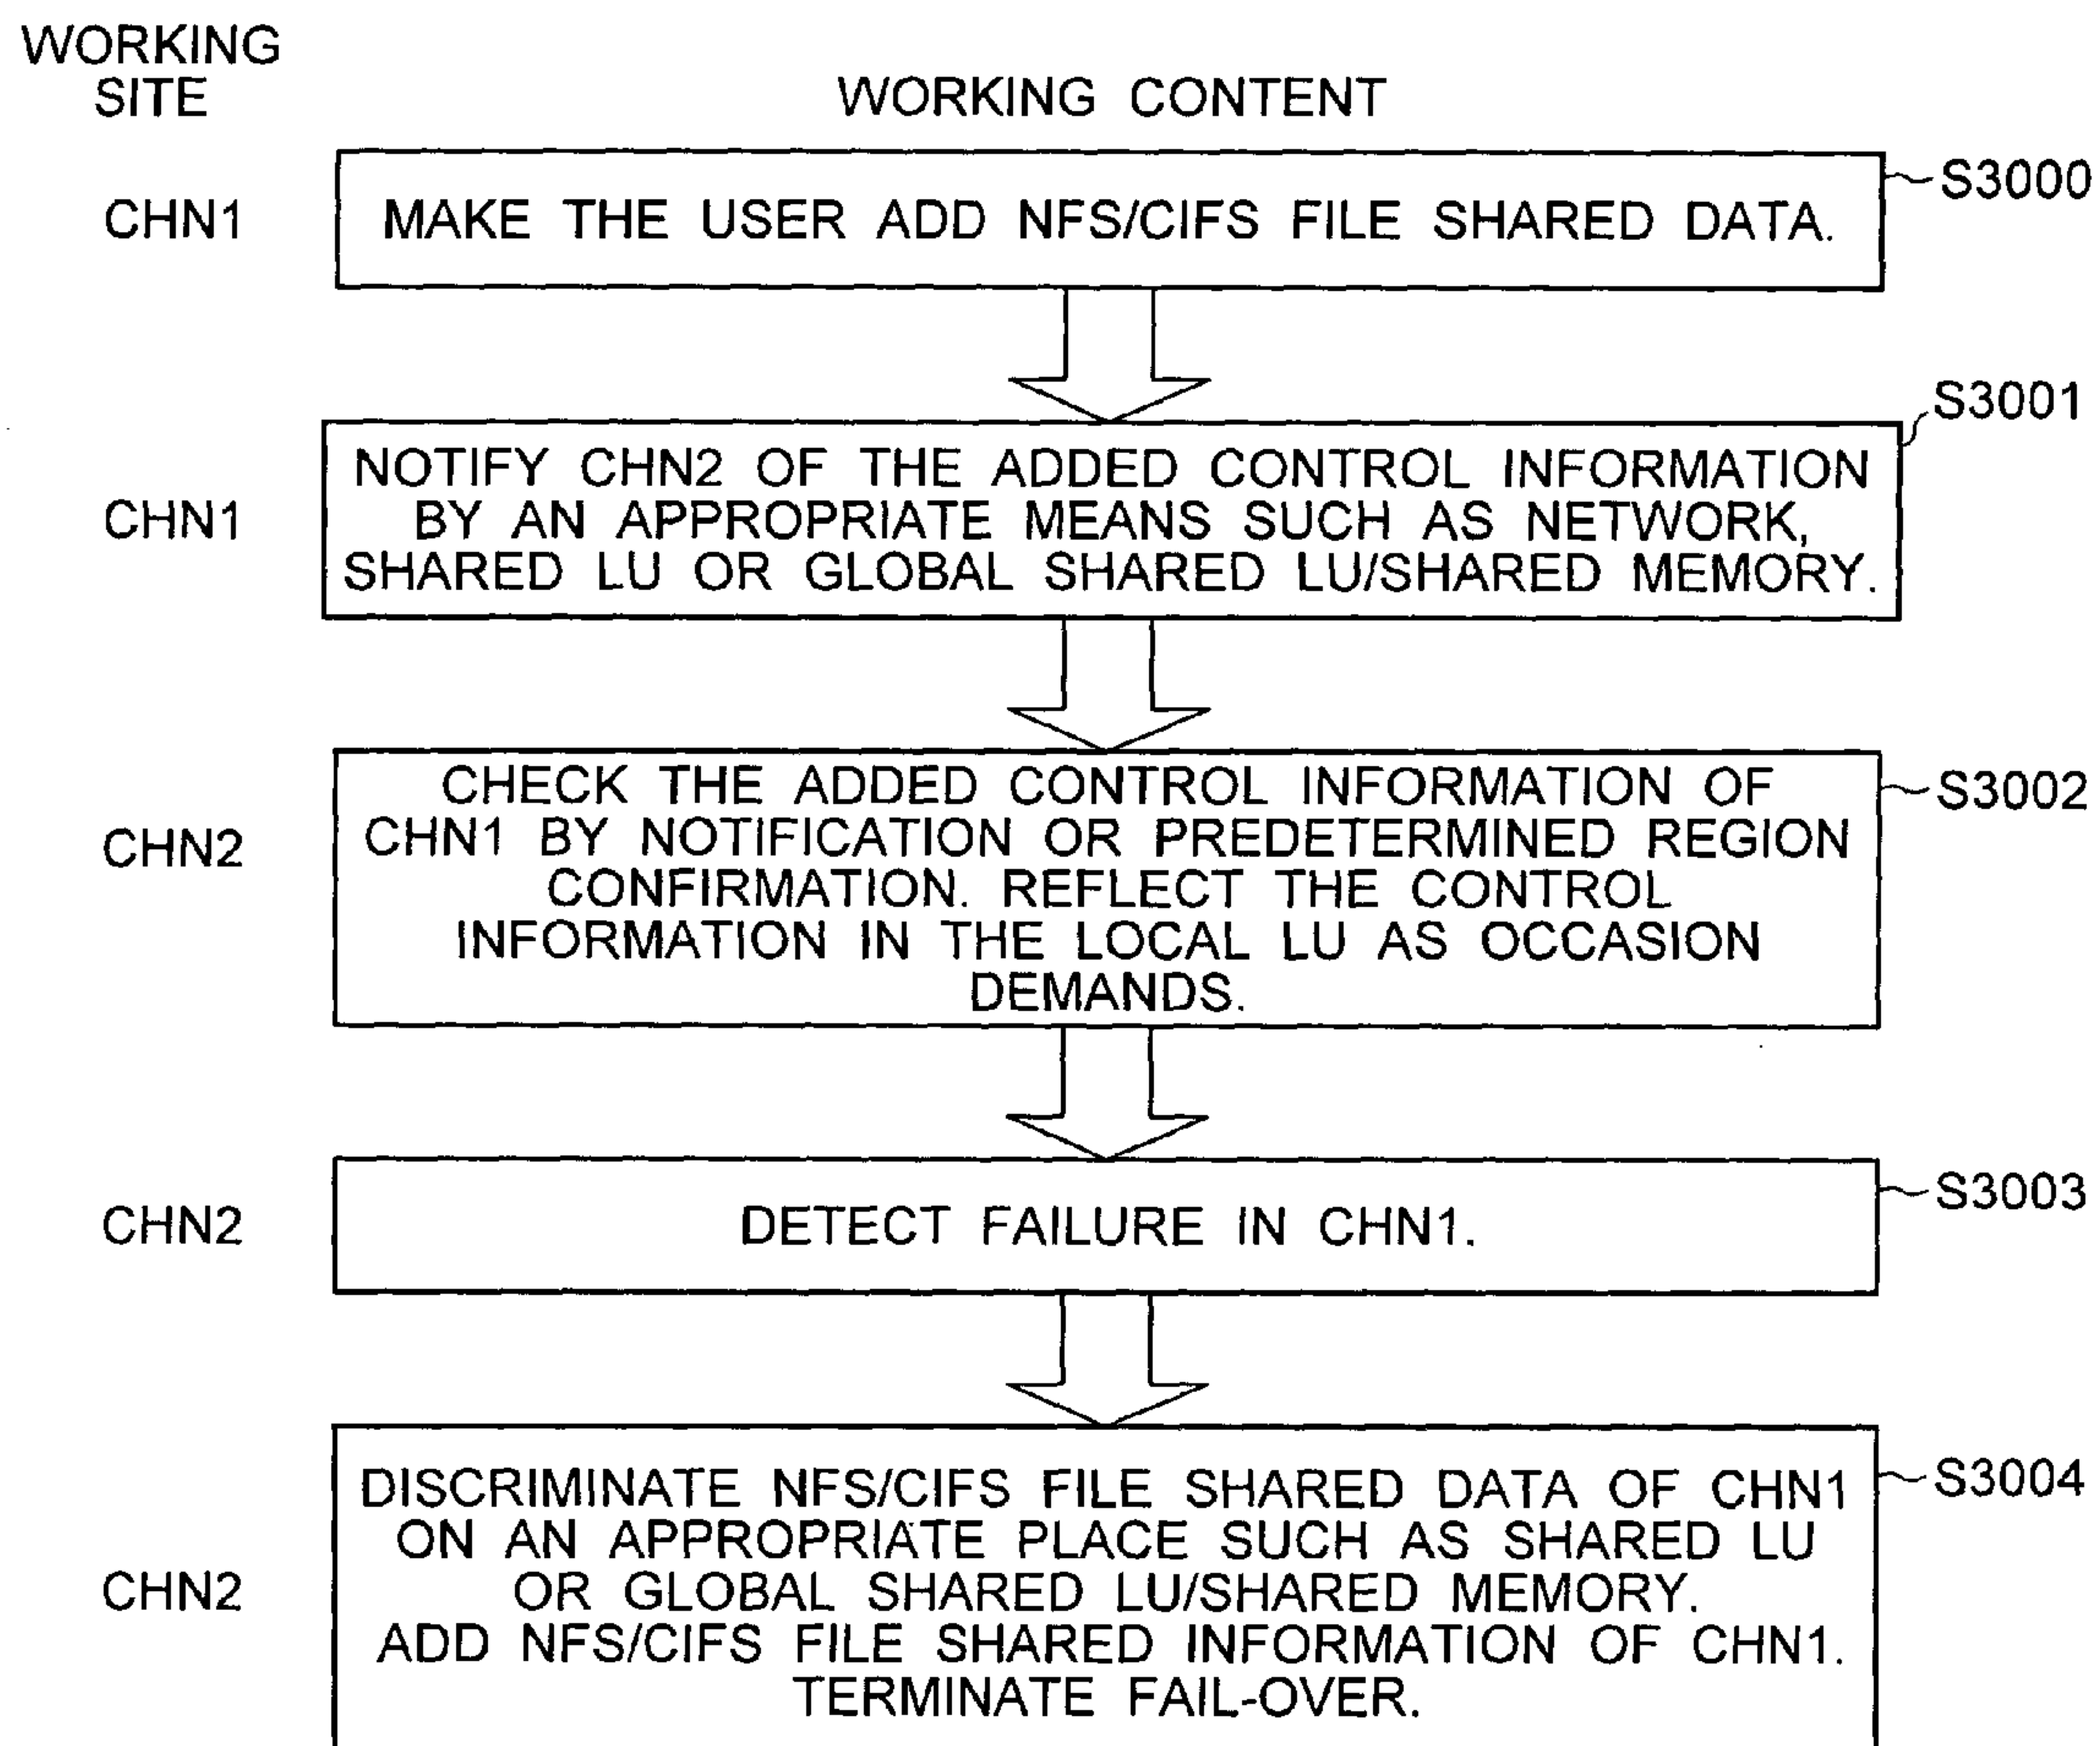 WORKING
SITE
WORKING CONTENT
CHN1
MAKE THE USER ADD NFS/CIFS FILE SHARED DATA.
S3000
CHN1
NOTIFY CHN2 OF THE ADDED CONTROL INFORMATION
BY AN APPROPRIATE MEANS SUCH AS NETWORK,
SHARED LU OR GLOBAL SHARED LU/SHARED MEMORY.
S3001
CHN2
CHECK THE ADDED CONTROL INFORMATION OF
CHN1 BY NOTIFICATION OR PREDETERMINED REGION
CONFIRMATION. REFLECT THE CONTROL
INFORMATION IN THE LOCAL LU AS OCCASION
DEMANDS.
S3002
CHN2
DETECT FAILURE IN CHN1.
S3003
CHN2
DISCRIMINATE NFS/CIFS FILE SHARED DATA OF CHN1
ON AN APPROPRIATE PLACE SUCH AS SHARED LU
OR GLOBAL SHARED LU/SHARED MEMORY.
ADD NFS/CIFS FILE SHARED INFORMATION OF CHN1.
TERMINATE FAIL-OVER.
S3004